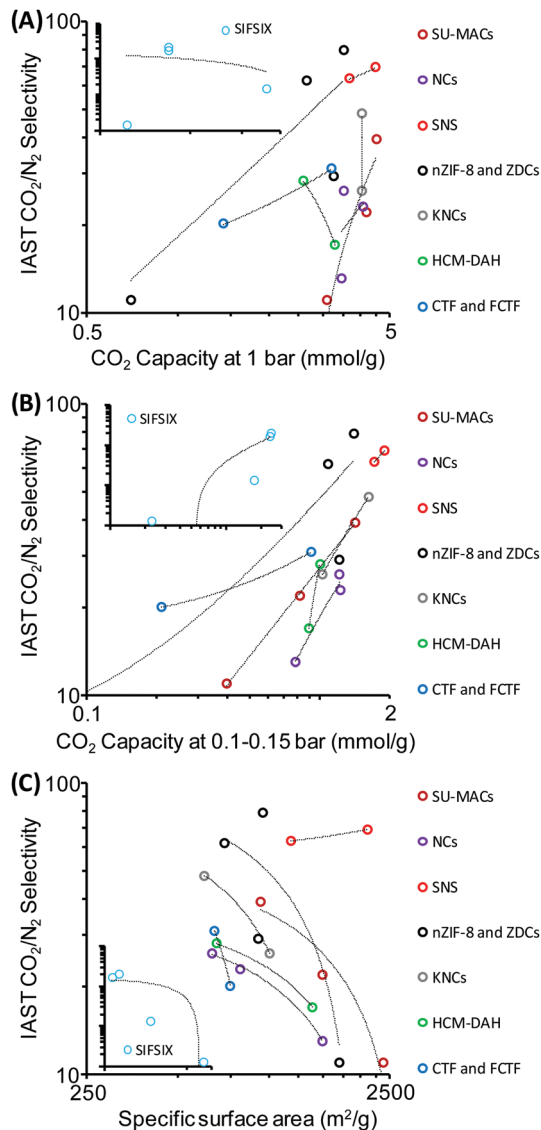 (A)
100
SIFSIX
IAST CO2/N2 Selectivity
10
0.5
5
CO2 Capacity at 1 bar (mmol/g)
SU-MACs
NCs
SNS
nZIF-8 and ZDCs
KNCs
HCM-DAH
CTF and FCTF
(B)
100
SIFSIX
IAST CO2/N2 Selectivity
10
0.1
2
CO2 Capacity at 0.1-0.15 bar (mmol/g)
SU-MACs
NCs
SNS
nZIF-8 and ZDCs
KNCs
HCM-DAH
CTF and FCTF
(C)
100
IAST CO2/N2 Selectivity
SIFSIX
10
250
2500
Specific surface area (m²/g)
SU-MACs
NCs
SNS
nZIF-8 and ZDCs
KNCs
HCM-DAH
CTF and FCTF